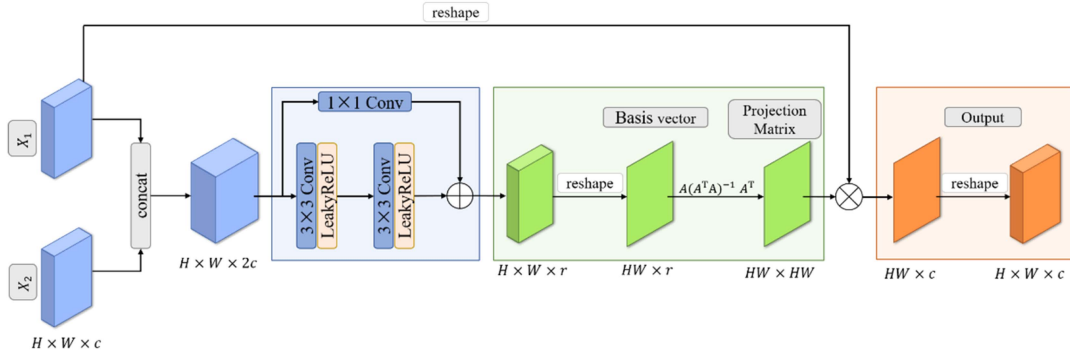 reshape
X₁
X₂
H × W × c
concat
H × W × 2c
1×1 Conv
3×3 Conv
LeakyReLU
3×3 Conv
LeakyReLU
H × W × r
reshape
Basis vector
HW × r
A(AᵀA)⁻¹ Aᵀ
Projection
Matrix
HW × HW
Output
HW × c
reshape
H × W × c